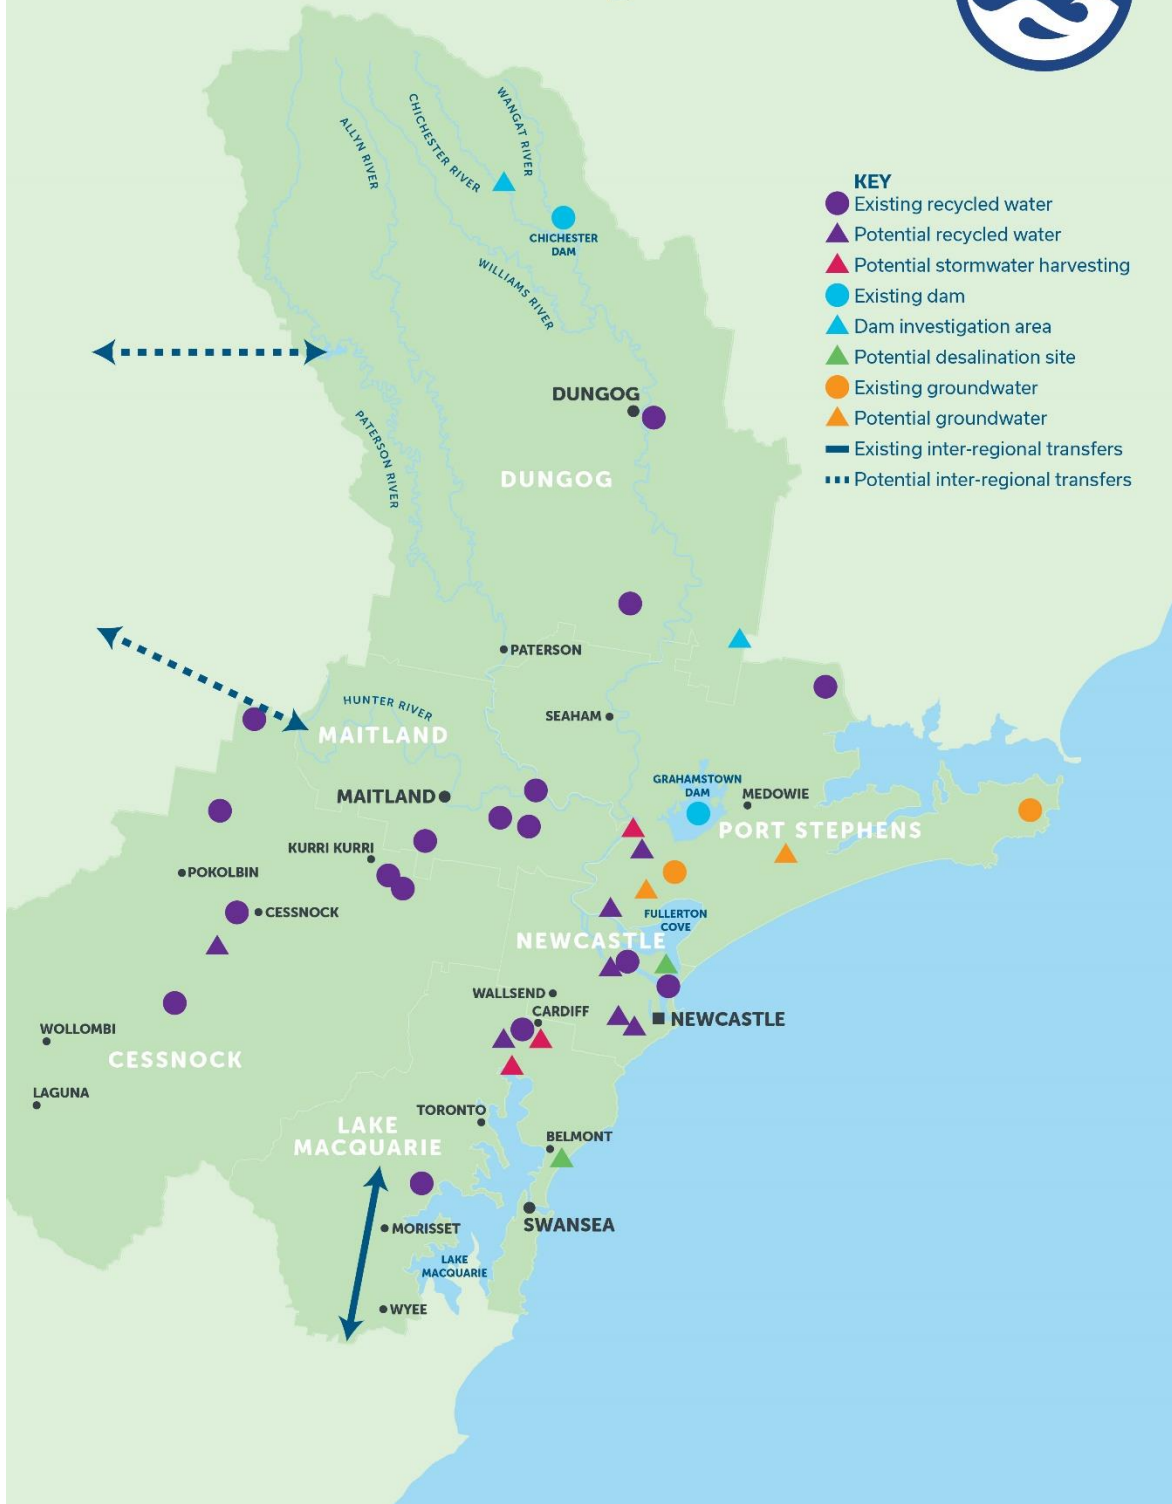 WANGAT RIVER
CHICHESTER RIVER
ALLYN RIVER
KEY
Existing recycled water
Potential recycled water
Potential stormwater harvesting
Existing dam
Dam investigation area
Potential desalination site
Existing groundwater
Potential groundwater
Existing inter-regional transfers
Potential inter-regional transfers
CHICHESTER
DAM
WILLIAMS RIVER
DUNGOG
PATERSON RIVER
DUNGOG
PATERSON
HUNTER RIVER
SEAHAM
MAITLAND
GRAHAMSTOWN
DAM
MEDOWIE
MAITLAND
PORT STEPHENS
KURRI KURRI
POKOLBIN
CESSNOCK
FULLERTON
COVE
NEWCASTLE
WALLSEND
CARDIFF
NEWCASTLE
WOLLOMBI
CESSNOCK
LAGUNA
TORONTO
LAKE
MACQUARIE
BELMONT
SWANSEA
MORISSET
LAKE
MACQUARIE
WYEE